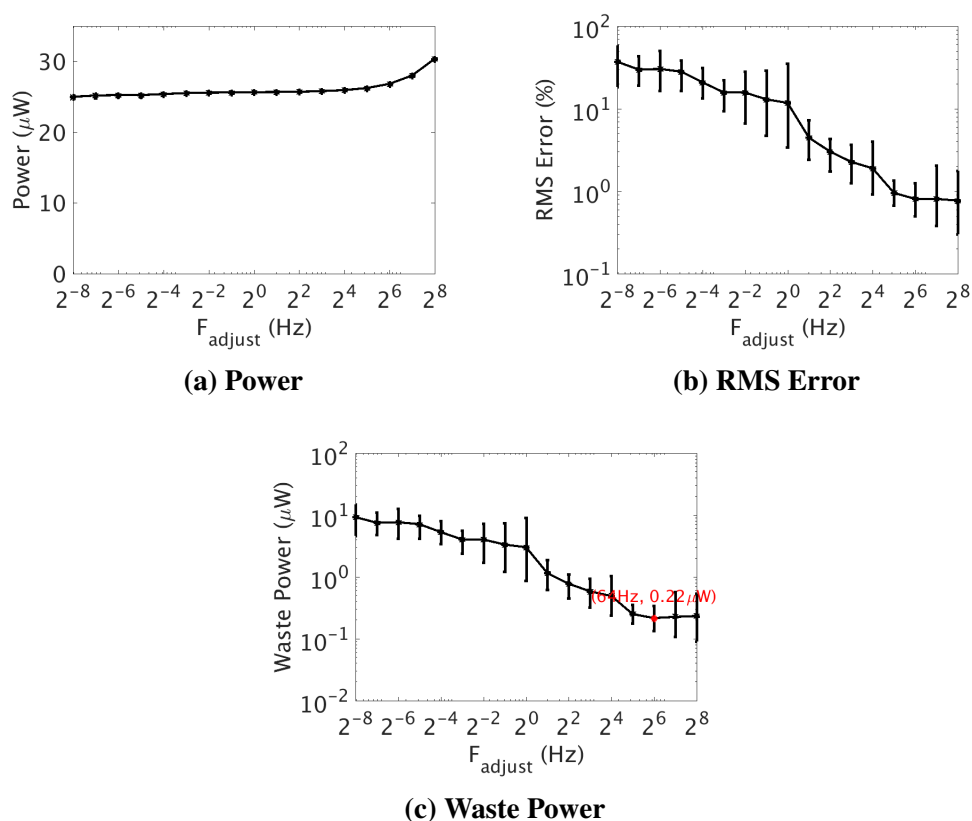 30
20
10
0
Power (μW)
2^-8 2^-6 2^-4 2^-2 2^0 2^2 2^4 2^6 2^8
F_adjust (Hz)
(a) Power
10^2
10^1
10^0
10^-1
RMS Error (%)
2^-8 2^-6 2^-4 2^-2 2^0 2^2 2^4 2^6 2^8
F_adjust (Hz)
(b) RMS Error
10^2
10^1
10^0
10^-1
10^-2
Waste Power (μW)
(64Hz, 0.22μW)
2^-8 2^-6 2^-4 2^-2 2^0 2^2 2^4 2^6 2^8
F_adjust (Hz)
(c) Waste Power